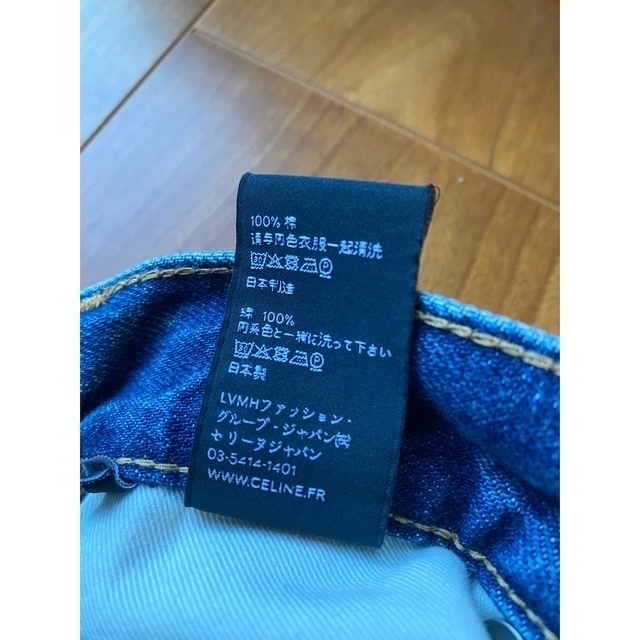 100% 棉
请与同色衣服一起清洗
日本制造
綿 100%
同系色と一緒に洗って下さい
日本製
LVMHファッション・
グループ・ジャパン㈱
セリーヌジャパン
03-5414-1401
WWW.CELINE.FR